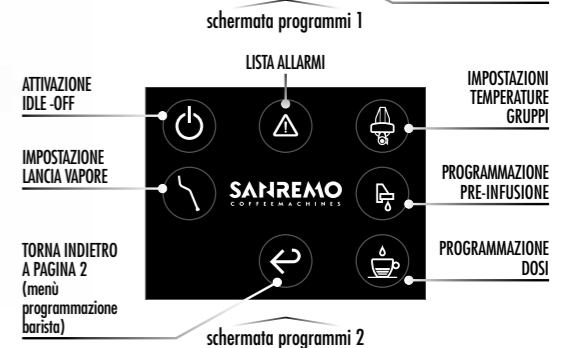 schermata programmi 1
LISTA ALLARMI
ATTIVAZIONE
IDLE -OFF
IMPOSTAZIONI
TEMPERATURE
GRUPPI
IMPOSTAZIONE
LANCIA VAPORE
SANREMO
COFFEEMACHINES
PROGRAMMAZIONE
PRE-INFUSIONE
TORNA INDIETRO
A PAGINA 2
(menù
programmazione
barista)
PROGRAMMAZIONE
DOSI
schermata programmi 2